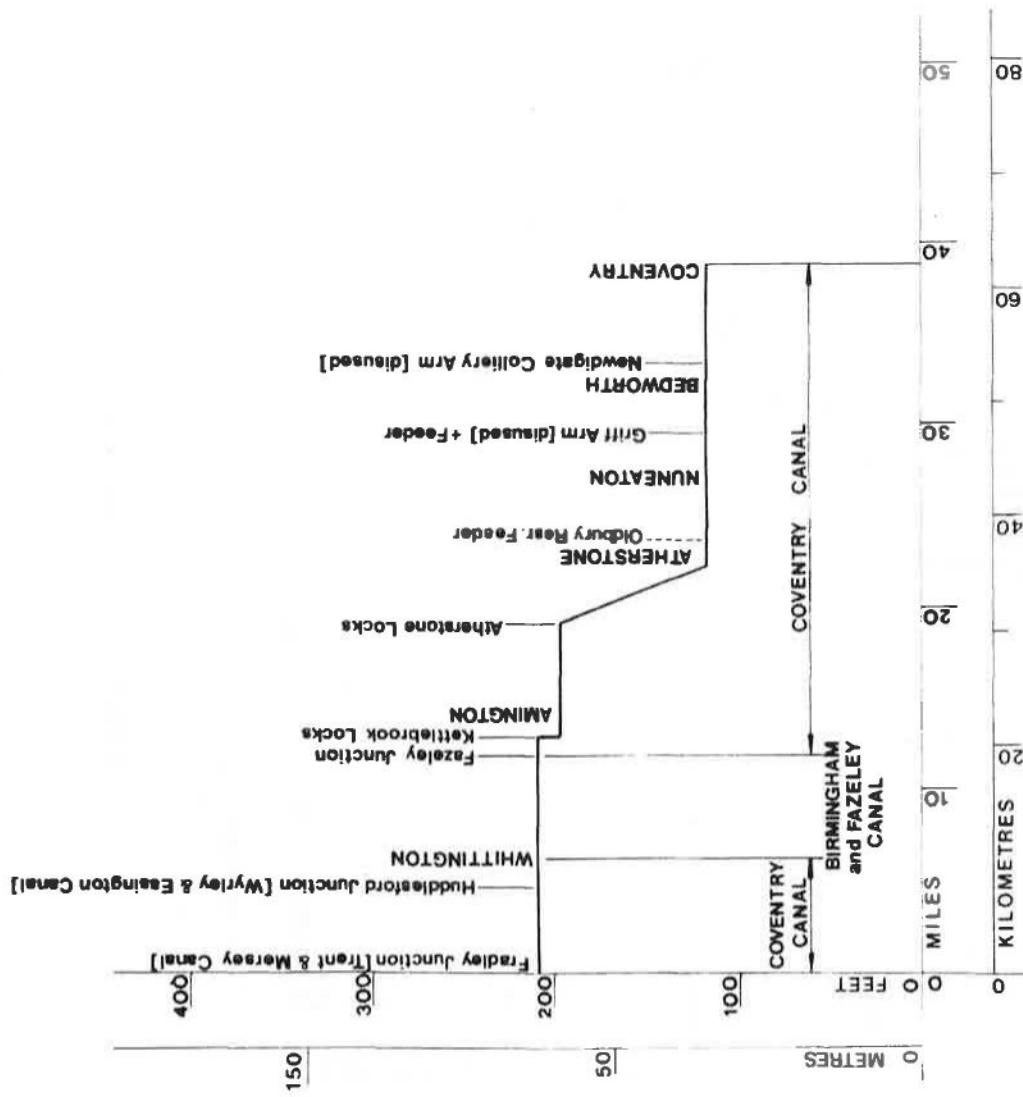 400
300
200
100
0 FEET
150
50
0 METRES
Fradley Junction [Trent & Mersey Canal]
Huddlesford Junction [Wyrley & Essington Canal]
WHITTINGTON
Fazeley Junction
Kettlebrook Locks
AMINGTON
Atherstone Locks
ATHERSTONE
Oldbury Resr. Feeder
NUNEATON
Griff Arm [disused] + Feeder
BEDWORTH
Newdigate Colliery Arm [disused]
COVENTRY
COVENTRY
CANAL
BIRMINGHAM
and FAZELEY
CANAL
COVENTRY CANAL
0
MILES
10
20
30
40
50
0
KILOMETRES
20
40
60
80